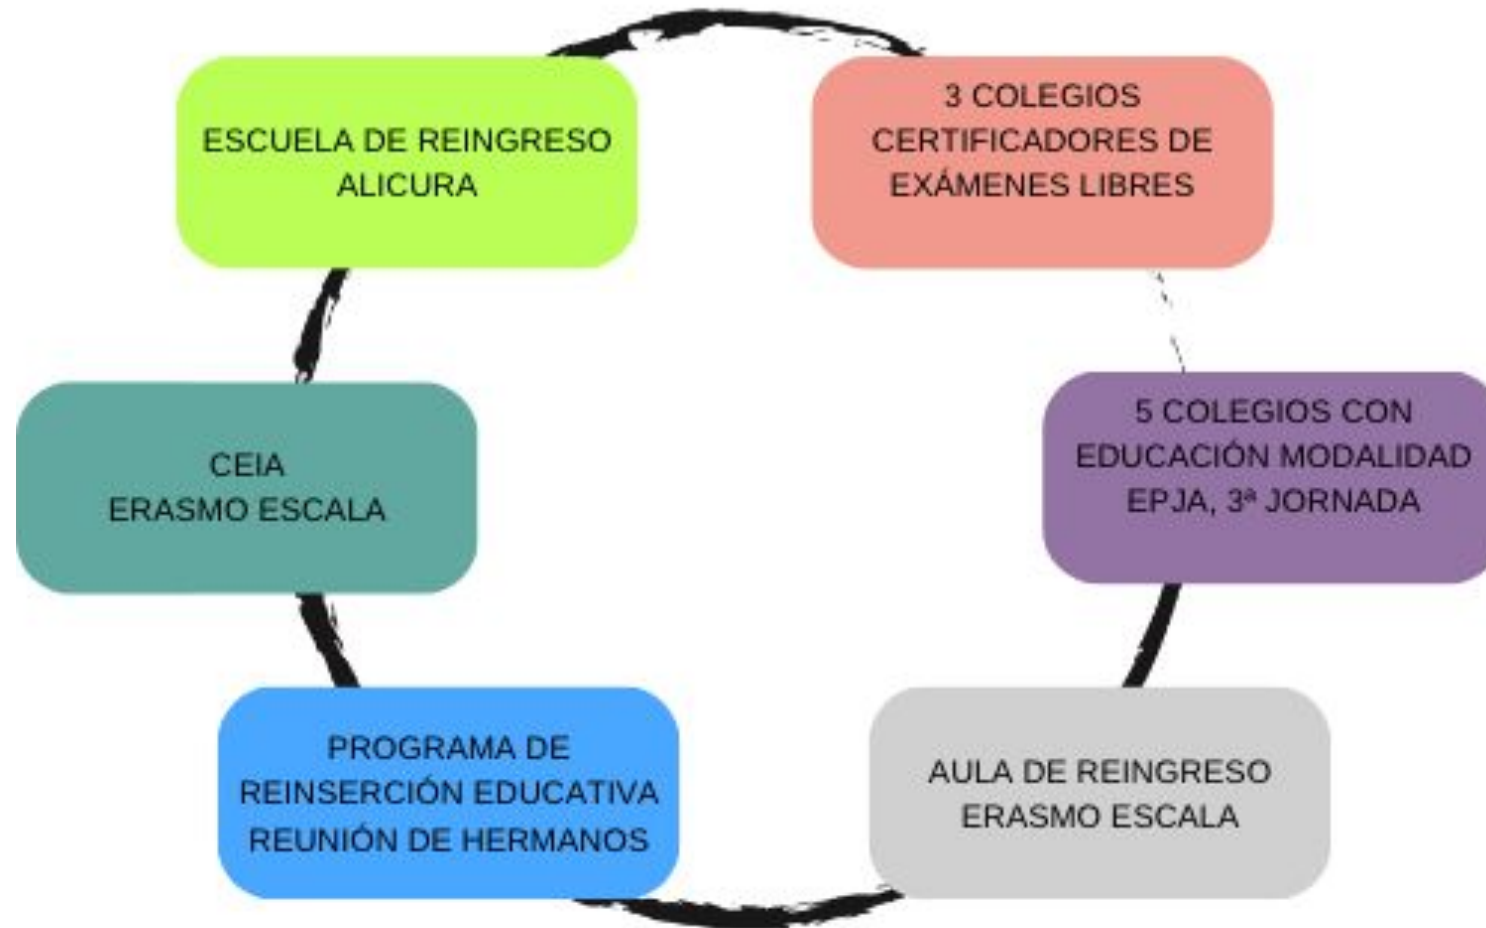 ESCUELA DE REINGRESO
ALICURA
3 COLEGIOS
CERTIFICADORES DE
EXÁMENES LIBRES
CEIA
ERASMO ESCALA
5 COLEGIOS CON
EDUCACIÓN MODALIDAD
EPJA, 3ª JORNADA
PROGRAMA DE
REINSERCIÓN EDUCATIVA
REUNIÓN DE HERMANOS
AULA DE REINGRESO
ERASMO ESCALA